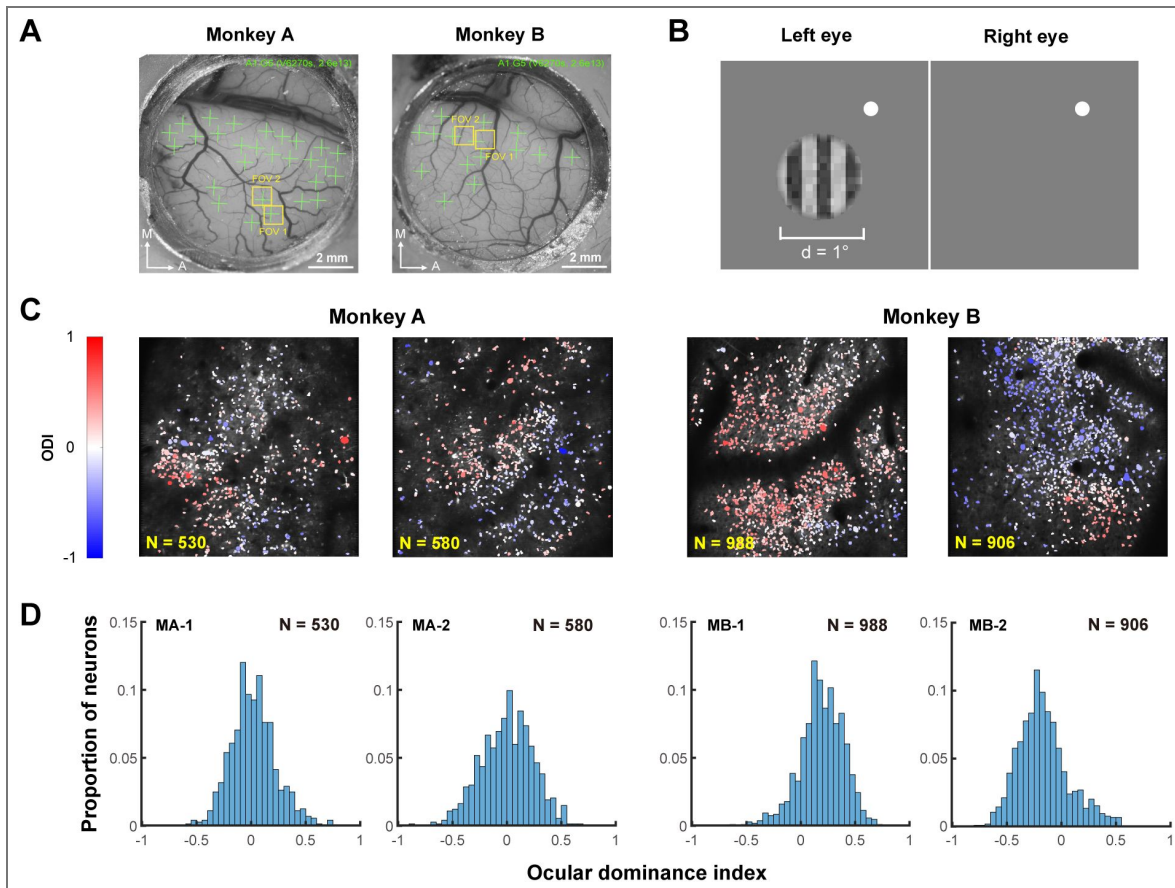 A
Monkey A
Monkey B
B
Left eye
Right eye
A1 G5 (V6270s, 2.6e13)
FOV 2
FOV 1
M
A
2 mm
FOV 2
FOV 1
M
A
2 mm
d = 1°
C
Monkey A
Monkey B
1
ODI
0
-1
N = 530
N = 580
N = 988
N = 906
D
Proportion of neurons
0.15
0.1
0.05
0
MA-1
N = 530
-1
-0.5
0
0.5
1
0.15
0.1
0.05
0
MA-2
N = 580
-1
-0.5
0
0.5
1
0.15
0.1
0.05
0
MB-1
N = 988
-1
-0.5
0
0.5
1
0.15
0.1
0.05
0
MB-2
N = 906
-1
-0.5
0
0.5
1
Ocular dominance index